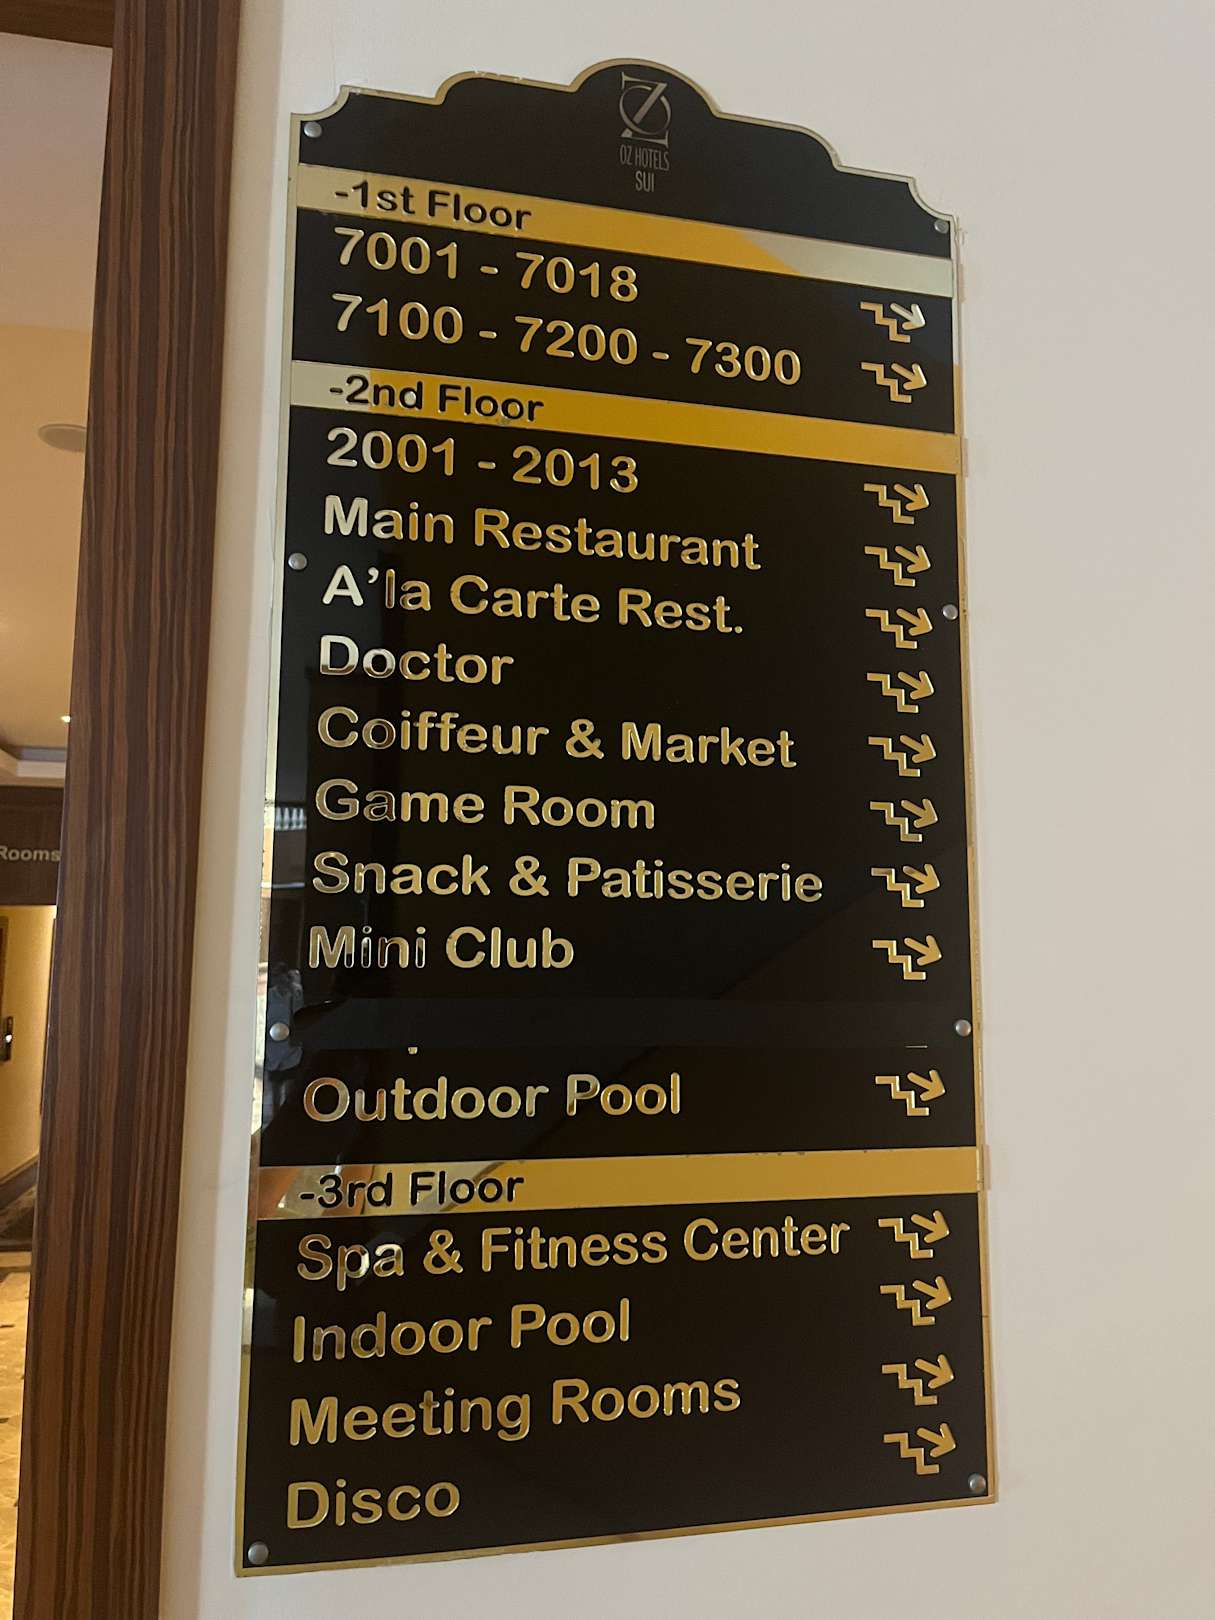 OZ HOTELS
SUI
-1st Floor
7001 - 7018
7100 - 7200 - 7300
-2nd Floor
2001 - 2013
Main Restaurant
A'la Carte Rest.
Doctor
Coiffeur & Market
Game Room
Snack & Patisserie
Mini Club
Outdoor Pool
-3rd Floor
Spa & Fitness Center
Indoor Pool
Meeting Rooms
Disco
Rooms